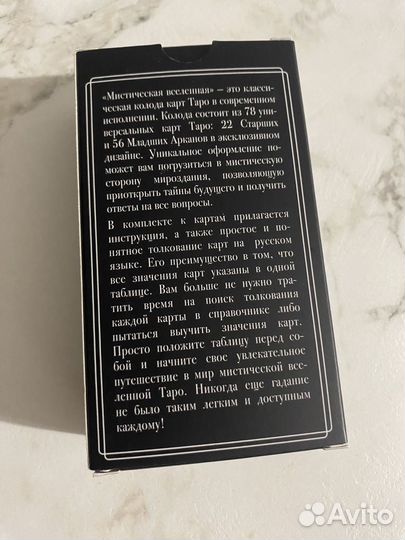 «Мистическая вселенная» – это класси-
ческая колода карт Таро в современном
исполнении. Колода состоит из 78 уни-
версальных карт Таро: 22 Старших
и 56 Младших Арканов в эксклюзивном
дизайне. Уникальное оформление по-
может вам погрузиться в мистическую
сторону мироздания, позволяющую
приоткрыть тайны будущего и получить
ответы на все вопросы.
В комплекте к картам прилагается
инструкция, а также простое и по-
нятное толкование карт на русском
языке. Его преимущество в том, что
все значения карт указаны в одной
таблице. Вам больше не нужно тра-
тить время на поиск толкования
каждой карты в справочнике либо
пытаться выучить значения карт.
Просто положите таблицу перед со-
бой и начните свое увлекательное
путешествие в мир мистической все-
ленной Таро. Никогда еще гадание
не было таким легким и доступным
каждому!
Avito